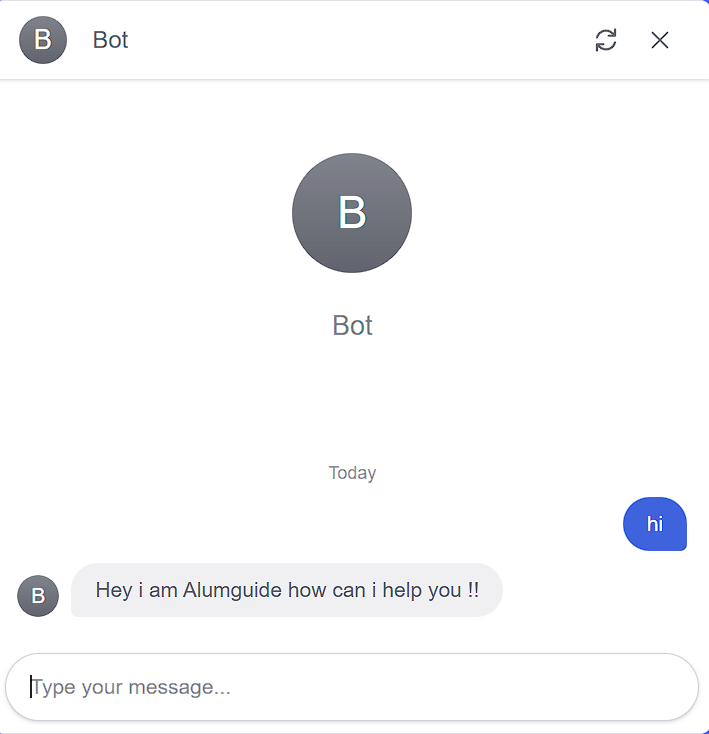 B Bot
B
Bot
Today
hi
B Hey i am Alumguide how can i help you !!
Type your message...